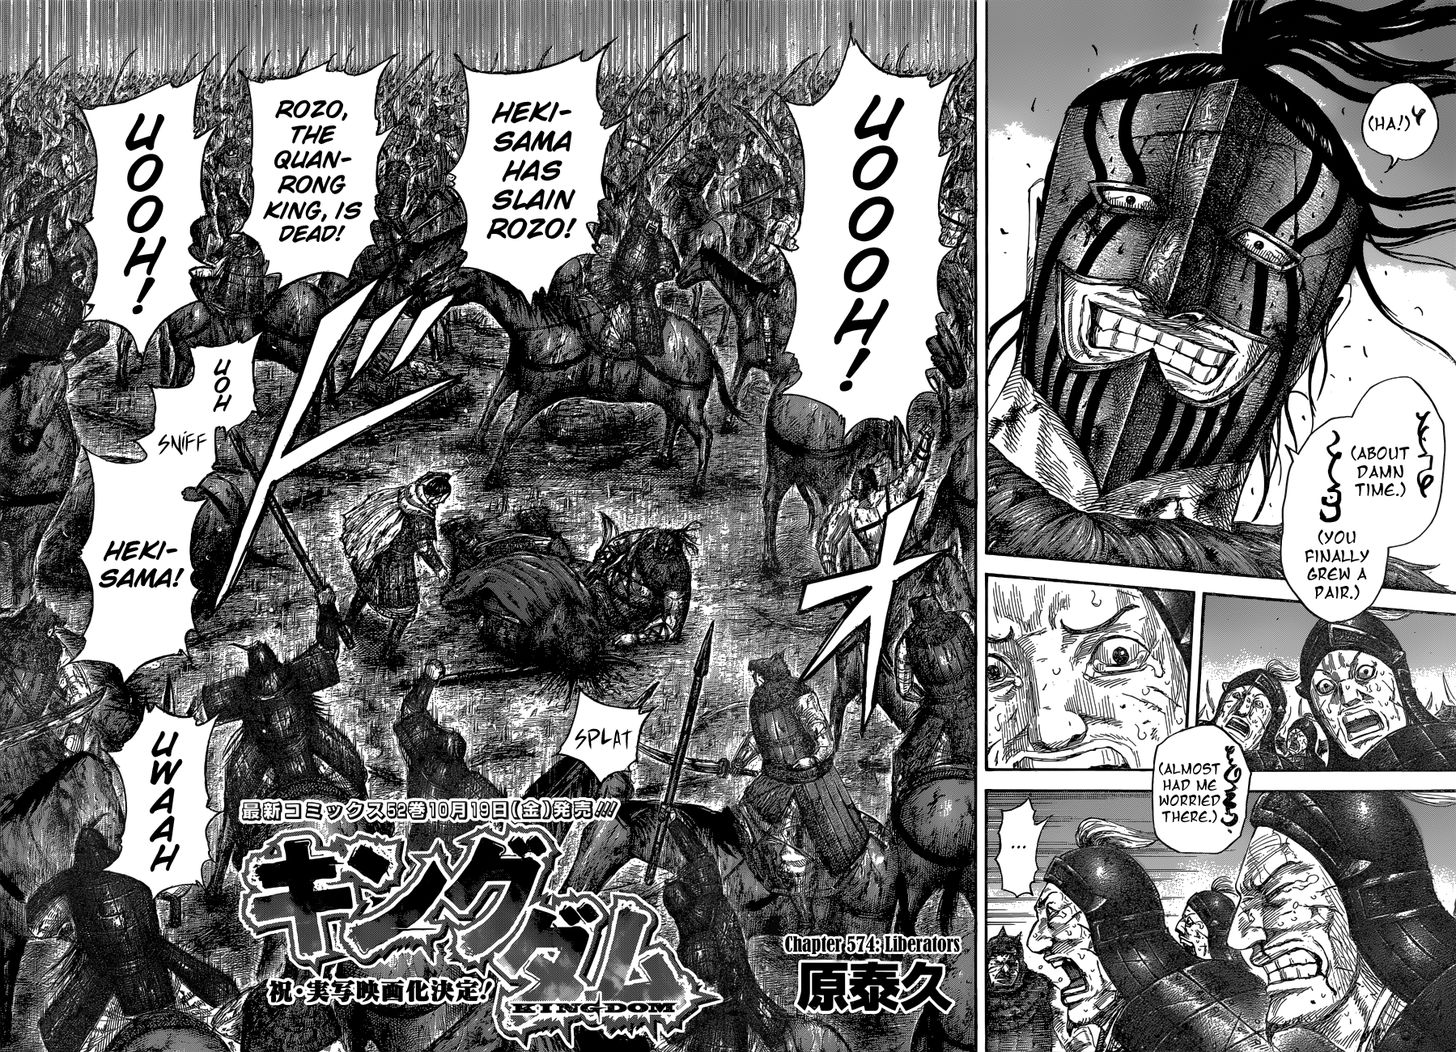 (HA!)
(ABOUT
DAMN
TIME.)
(YOU
FINALLY
GREW A
PAIR.)
(ALMOST
HAD ME
WORRIED
THERE.)
...
UOOOH!
HEKI-
SAMA
HAS
SLAIN
ROZO!
ROZO,
THE
QUAN-
RONG
KING, IS
DEAD!
UOOH!
UOH
SNIFF
HEKI-
SAMA!
UWAAH
SPLAT
ドオ
最新コミックス52巻10月19日(金)発売!!!
キングダム
KINGDOM
祝・実写映画化決定!
Chapter 574: Liberators
原泰久